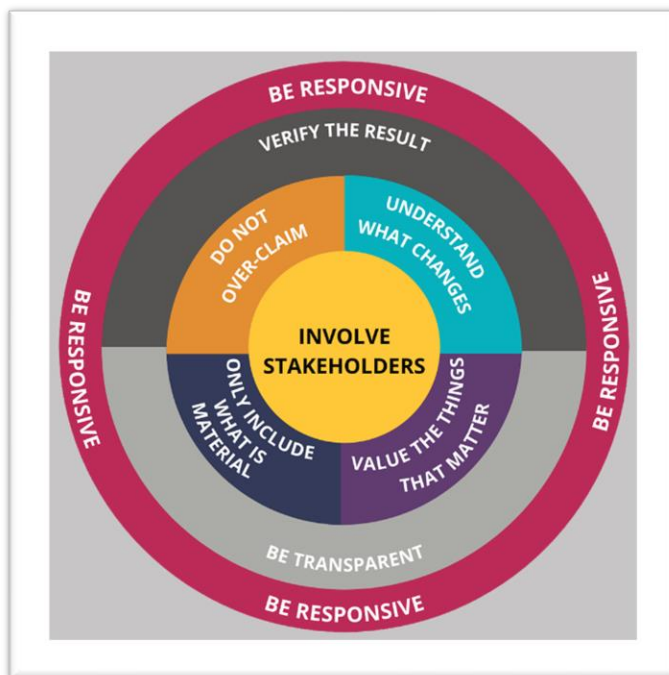 BE RESPONSIVE
VERIFY THE RESULT
DO NOT
OVER-CLAIM
UNDERSTAND
WHAT CHANGES
BE RESPONSIVE
INVOLVE
STAKEHOLDERS
BE RESPONSIVE
ONLY INCLUDE
WHAT IS
MATERIAL
VALUE THE THINGS
THAT MATTER
BE TRANSPARENT
BE RESPONSIVE